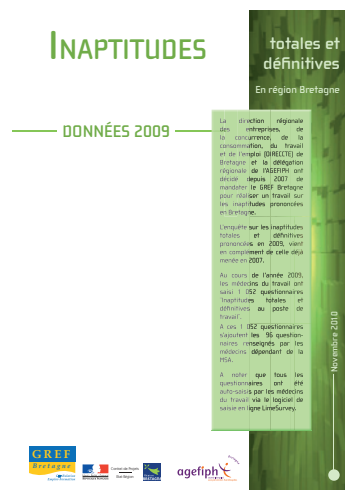 INAPTITUDES
totales et
définitives
En région Bretagne
DONNÉES 2009
La direction régionale
des entreprises, de
la concurrence, de la
consommation, du travail
et de l'emploi (DIRECCTE) de
Bretagne et la délégation
régionale de l'AGEFIPH ont
décidé depuis 2007 de
mandater le GREF Bretagne
pour réaliser un travail sur
les inaptitudes prononcées
en Bretagne.
L'enquête sur les inaptitudes
totales et définitives
prononcées en 2009, vient
en complément de celle déjà
menée en 2007.
Au cours de l'année 2009,
les médecins du travail ont
saisi 1 052 questionnaires
"Inaptitudes totales et
définitives au poste de
travail".
A ces 1 052 questionnaires
s'ajoutent les 96 question-
naires renseignés par les
médecins dépendant de la
MSA.
A noter que tous les
questionnaires ont été
auto-saisis par les médecins
du travail via le logiciel de
saisie en ligne LimeSurvey.
Novembre 2010
GREF
Bretagne
Contrat de Projets
Etat-Région
BRETAGNE
agefiph